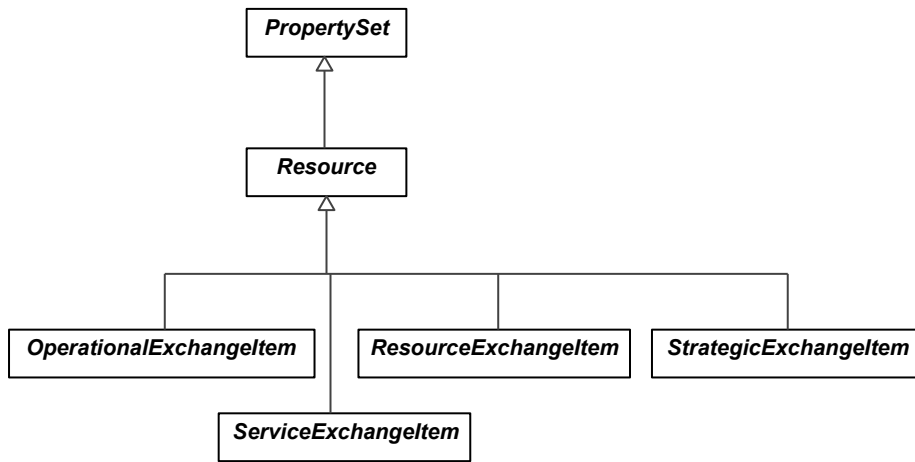 PropertySet
Resource
OperationalExchangeItem
ResourceExchangeItem
StrategicExchangeItem
ServiceExchangeItem